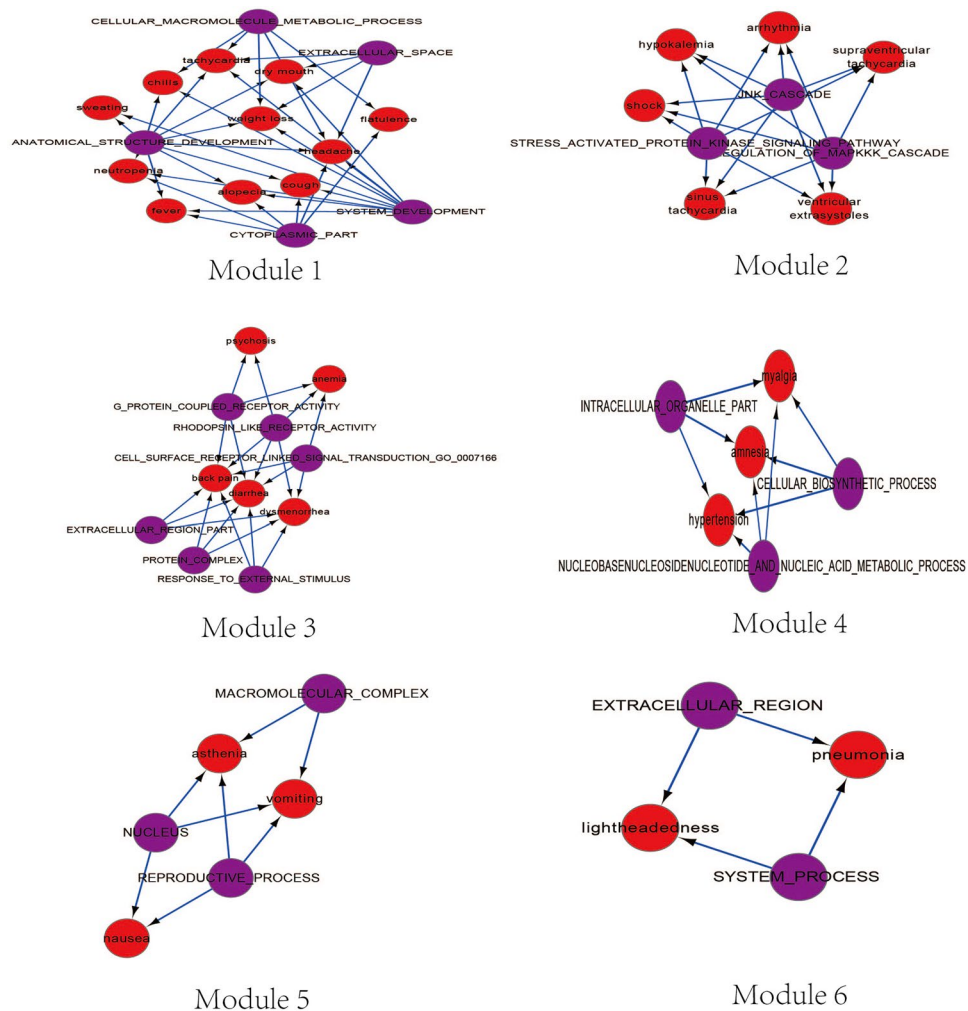 CELLULAR_MACROMOLECULE_METABOLIC_PROCESS
EXTRACELLULAR_SPACE
tachycardia
dry mouth
chills
sweating
weight loss
flatulence
ANATOMICAL_STRUCTURE_DEVELOPMENT
headache
neutropenia
alopecia
cough
fever
SYSTEM_DEVELOPMENT
CYTOPLASMIC_PART
Module 1
arrhythmia
hypokalemia
supraventricular
tachycardia
JNK_CASCADE
shock
STRESS_ACTIVATED_PROTEIN_KINASE_SIGNALING_PATHWAY
EGULATION_OF_MAPKKK_CASCADE
sinus
tachycardia
ventricular
extrasystoles
Module 2
psychosis
anemia
G_PROTEIN_COUPLED_RECEPTOR_ACTIVITY
RHODOPSIN_LIKE_RECEPTOR_ACTIVITY
CELL_SURFACE_RECEPTOR_LINKED_SIGNAL_TRANSDUCTION_GO_0007166
back pain
diarrhea
dysmenorrhea
EXTRACELLULAR_REGION_PART
PROTEIN_COMPLEX
RESPONSE_TO_EXTERNAL_STIMULUS
Module 3
myalgia
INTRACELLULAR_ORGANELLE_PART
amnesia
CELLULAR_BIOSYNTHETIC_PROCESS
hypertension
NUCLEOBASENUCLEOSIDENUCLEOTIDE_AND_NUCLEIC_ACID_METABOLIC_PROCESS
Module 4
MACROMOLECULAR_COMPLEX
asthenia
vomiting
NUCLEUS
REPRODUCTIVE_PROCESS
nausea
Module 5
EXTRACELLULAR_REGION
pneumonia
lightheadedness
SYSTEM_PROCESS
Module 6